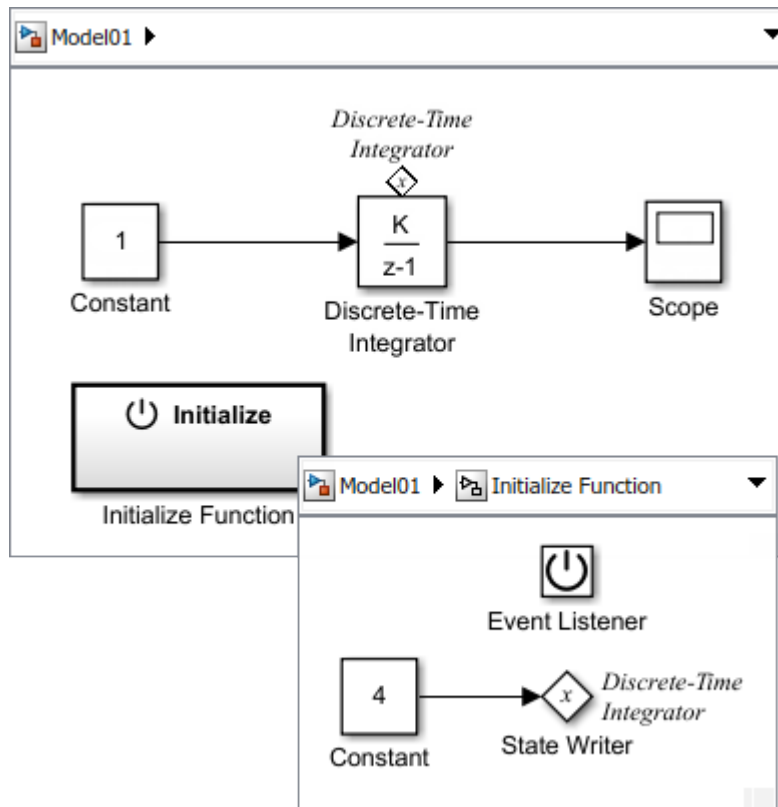 Model01
Discrete-Time
Integrator
x
1
K
z-1
Constant
Discrete-Time
Integrator
Scope
Initialize
Initialize Function
Model01 Initialize Function
Event Listener
4
x
Discrete-Time
Integrator
Constant
State Writer